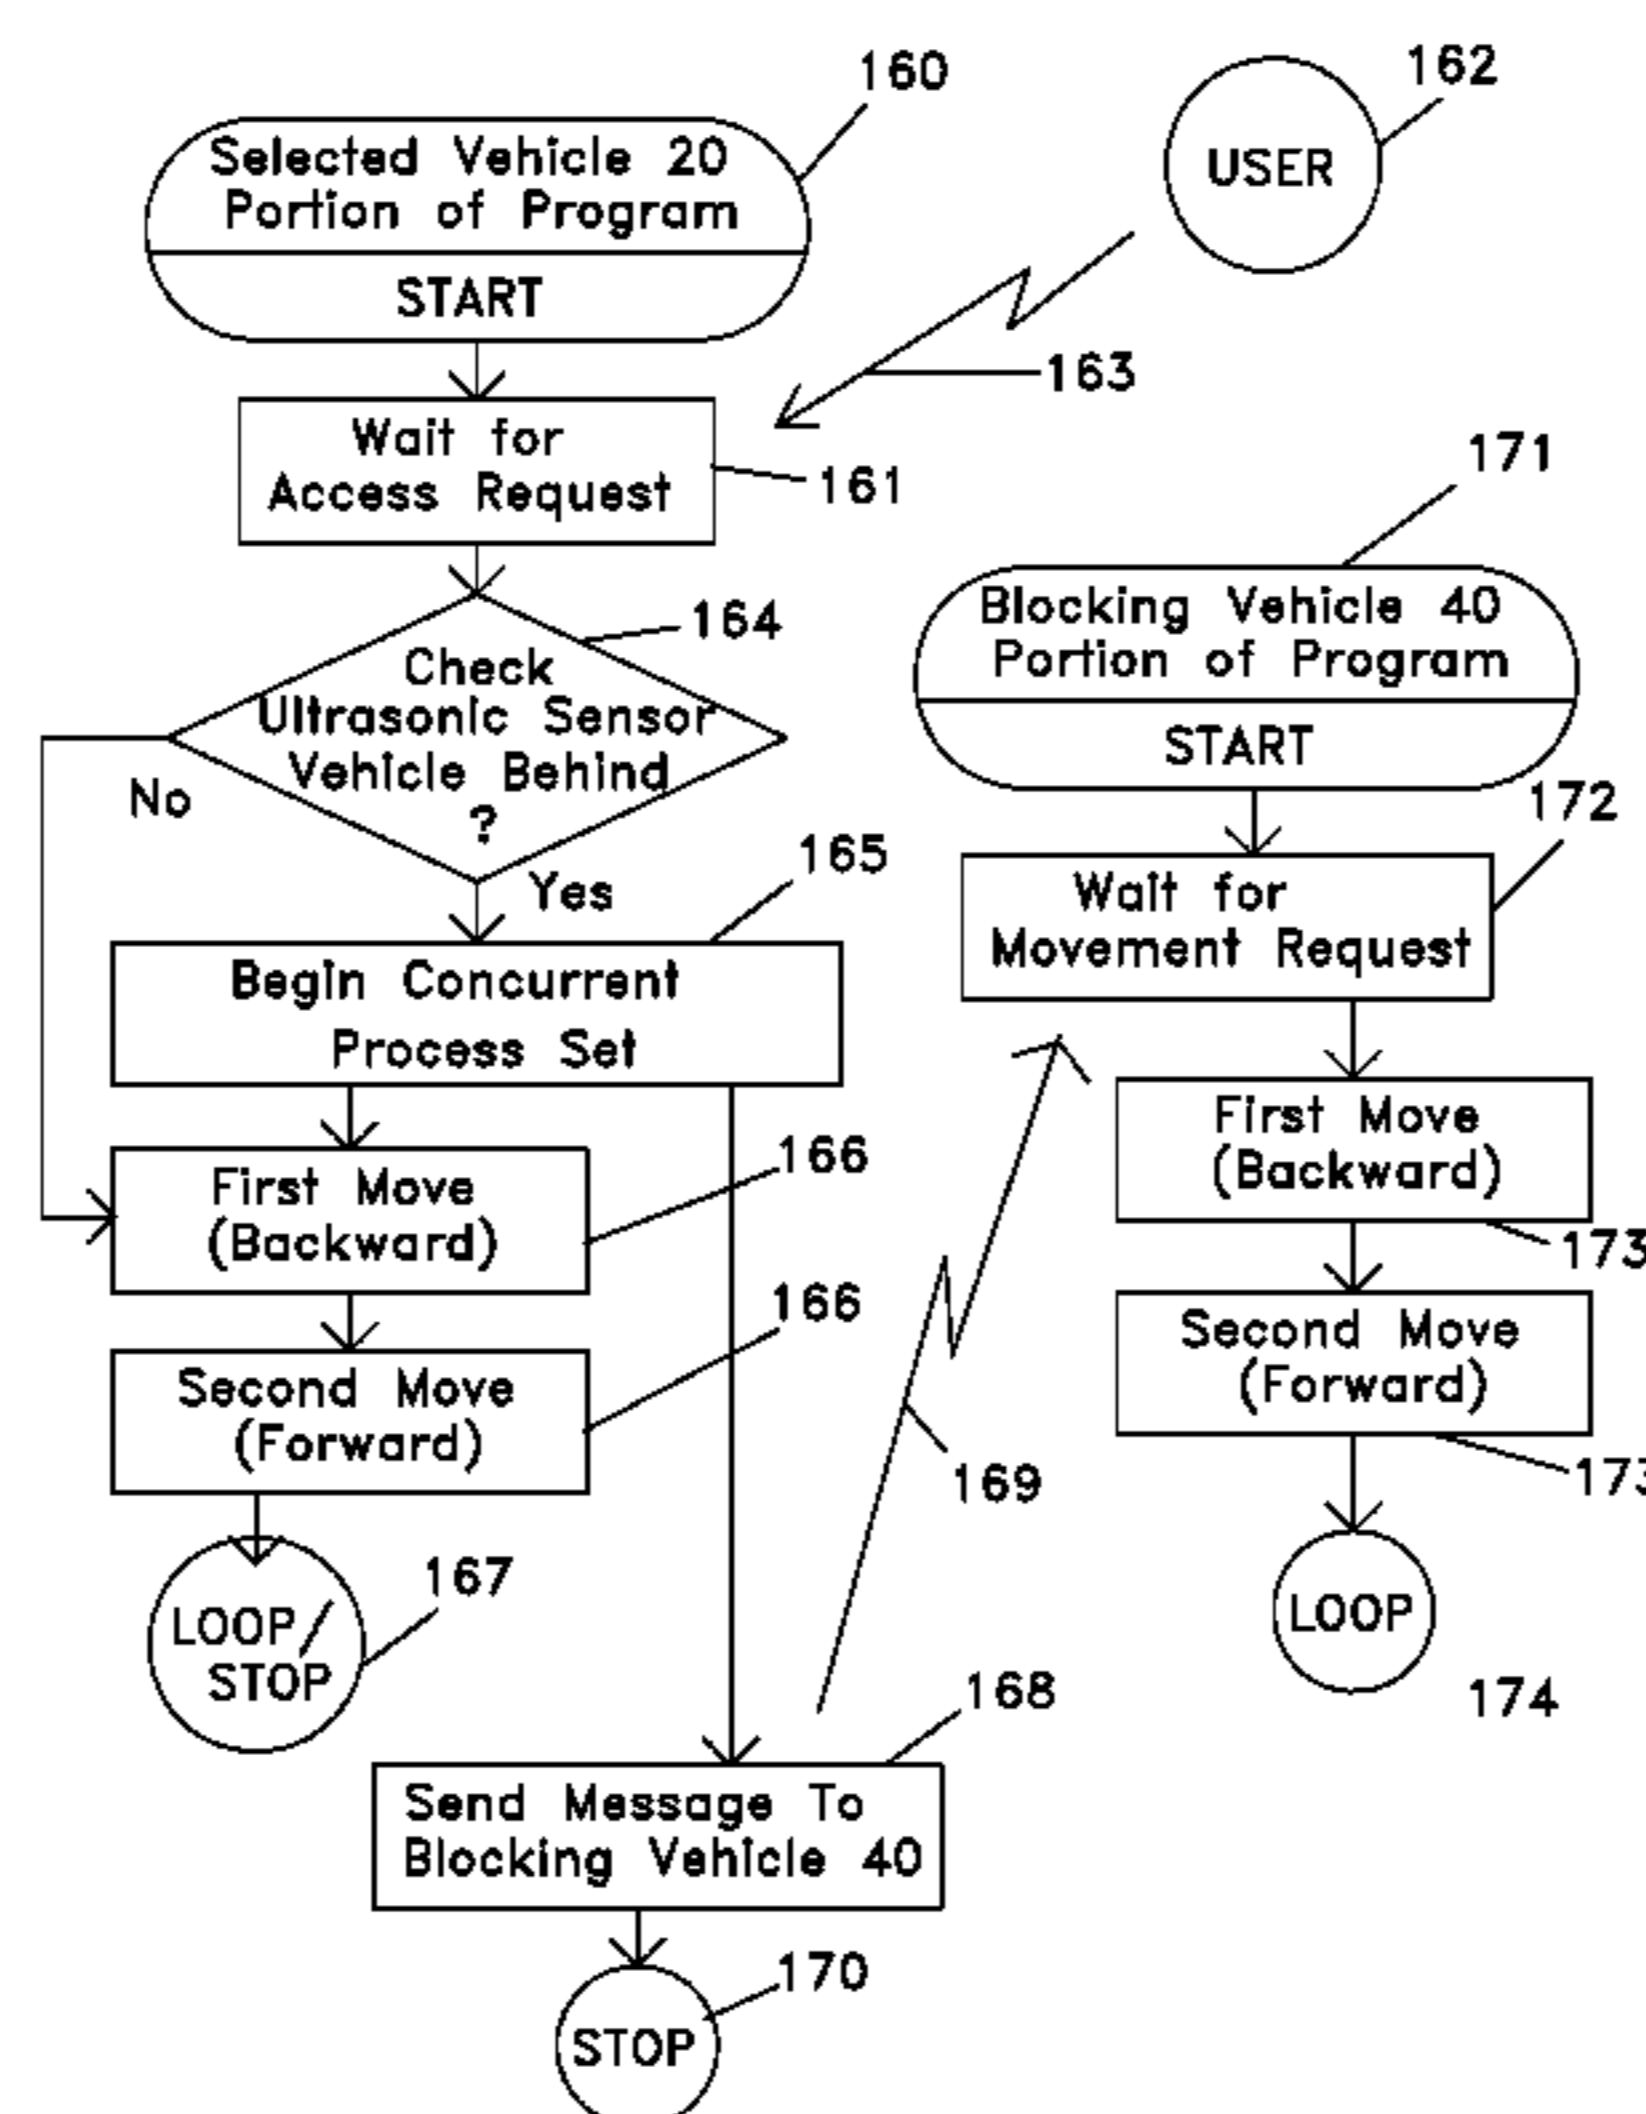 160
162
Selected Vehicle 20
Portion of Program
START
USER
163
Wait for
Access Request
161
171
164
Check
Ultrasonic Sensor
Vehicle Behind
?
No
Yes
Blocking Vehicle 40
Portion of Program
START
172
165
Wait for
Movement Request
Begin Concurrent
Process Set
First Move
(Backward)
166
First Move
(Backward)
173
166
Second Move
(Forward)
Second Move
(Forward)
173
169
167
LOOP/
STOP
LOOP
174
168
Send Message To
Blocking Vehicle 40
170
STOP